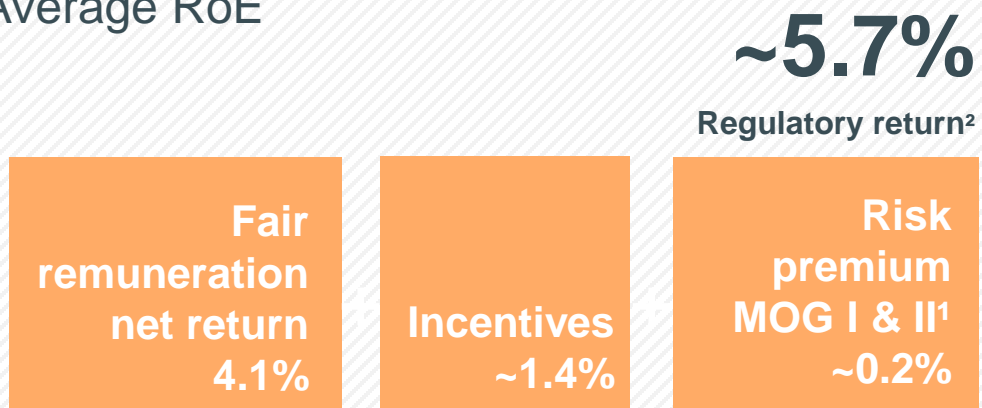 Average RoE
~5.7%
Regulatory return²
Fair
remuneration
net return
4.1%
+
Incentives
~1.4%
+
Risk
premium
MOG I & II¹
~0.2%